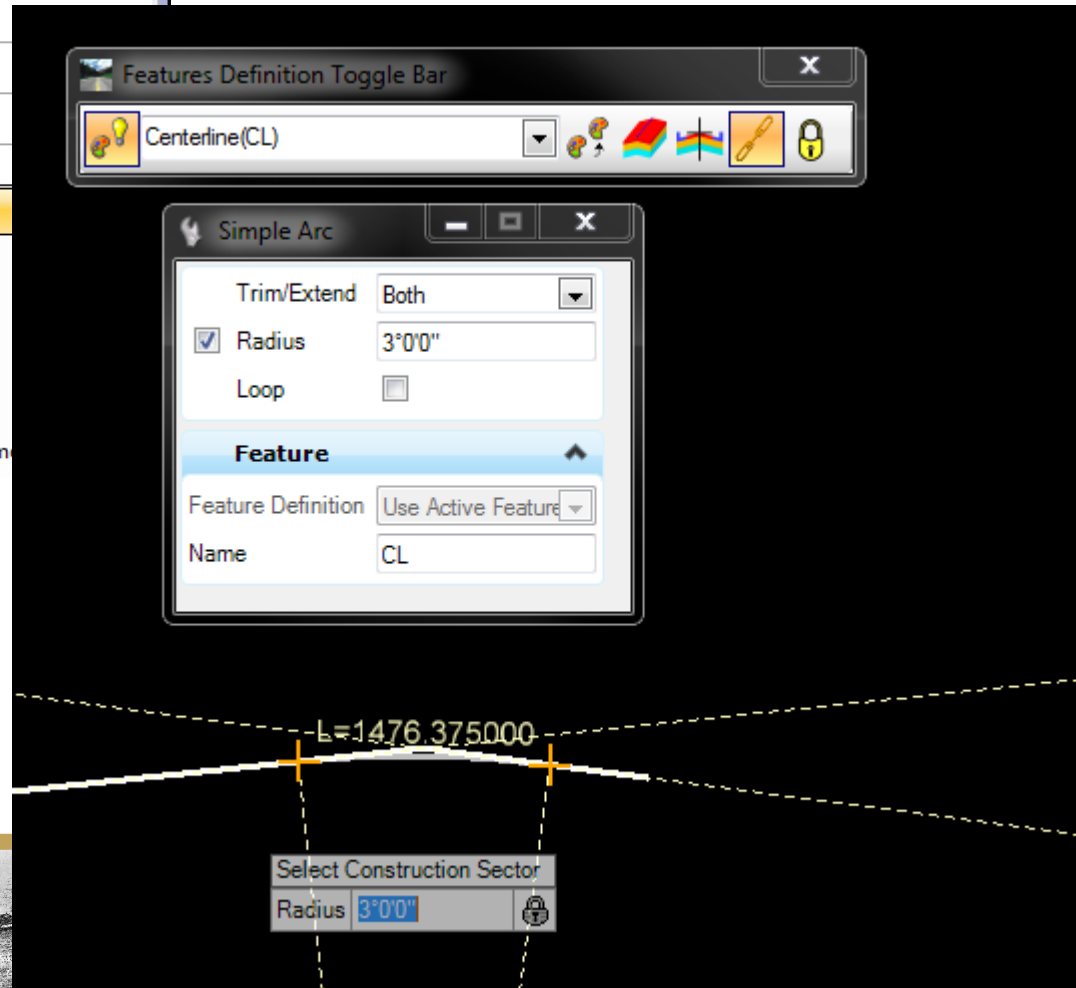 Features Definition Toggle Bar
Centerline(CL)
Simple Arc
Trim/Extend Both
Radius 3°0'0"
Loop
Feature
Feature Definition Use Active Feature
Name CL
L=1476.375000
Select Construction Sector
Radius 3°0'0"